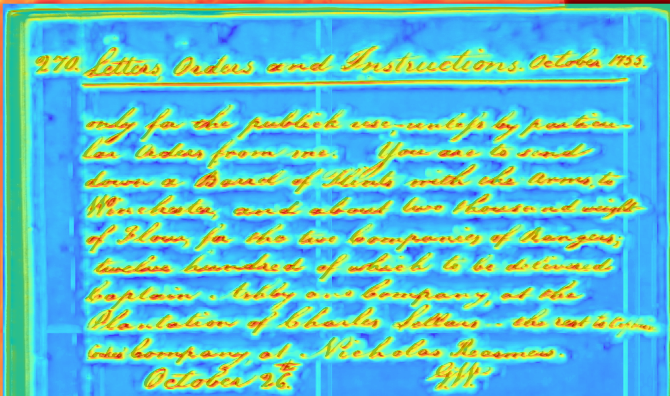 270. Letters, Orders and Instructions. October 1755.
only for the publick use, unless by particu-
lar Orders from me. You are to send
down a Barrel of Flints with the Arms, to
Winchester, and about two thousand weight
of Flour, for the two Companies of Rangers;
twelve hundred of which to be delivered
Captain Ashby and Company, at the
Plantation of Charles Sellars - the rest to Captn
Company, at Nicholas Reasmers.
October 26th. GW.